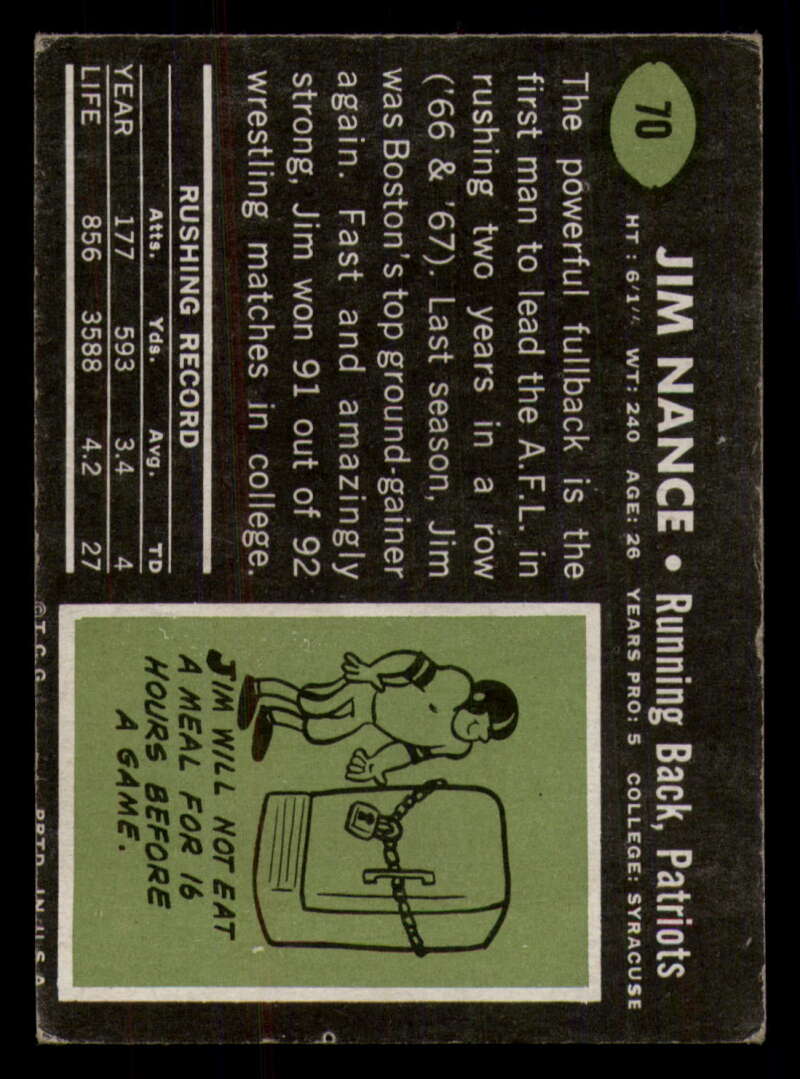 70
JIM NANCE • Running Back, Patriots
HT: 6'1" WT: 240 AGE: 26 YEARS PRO: 5 COLLEGE: SYRACUSE
The powerful fullback is the
first man to lead the A.F.L. in
rushing two years in a row
('66 & '67). Last season, Jim
was Boston's top ground-gainer
again. Fast and amazingly
strong, Jim won 91 out of 92
wrestling matches in college.
RUSHING RECORD
Atts. Yds. Avg. TD
YEAR 177 593 3.4 4
LIFE 856 3588 4.2 27
JIM WILL NOT EAT
A MEAL FOR 16
HOURS BEFORE
A GAME.
© T.C.G. PRTD. IN U.S.A.